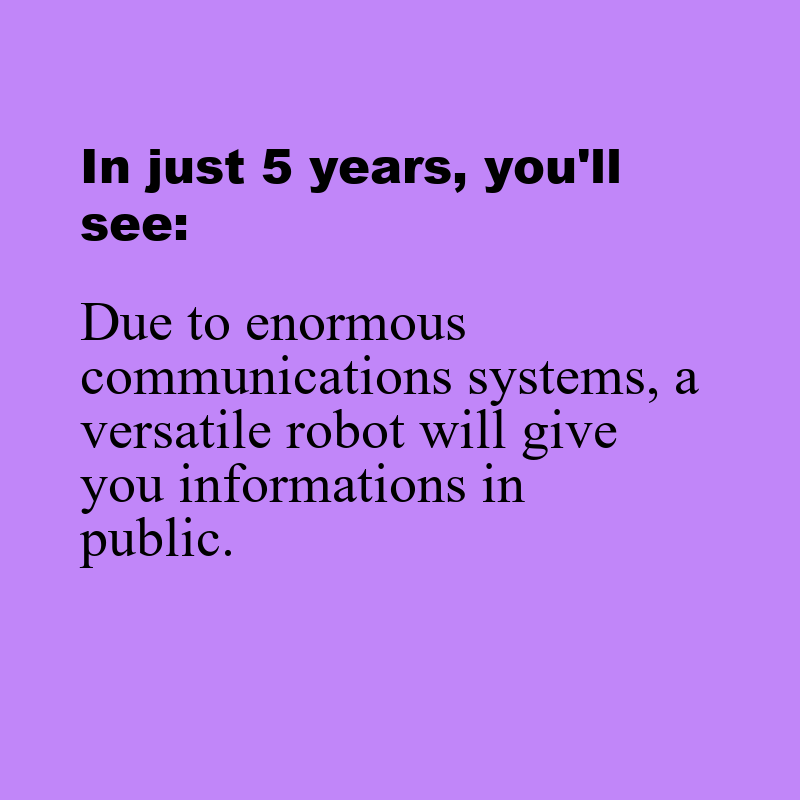 In just 5 years, you'll
see:
Due to enormous
communications systems, a
versatile robot will give
you informations in
public.